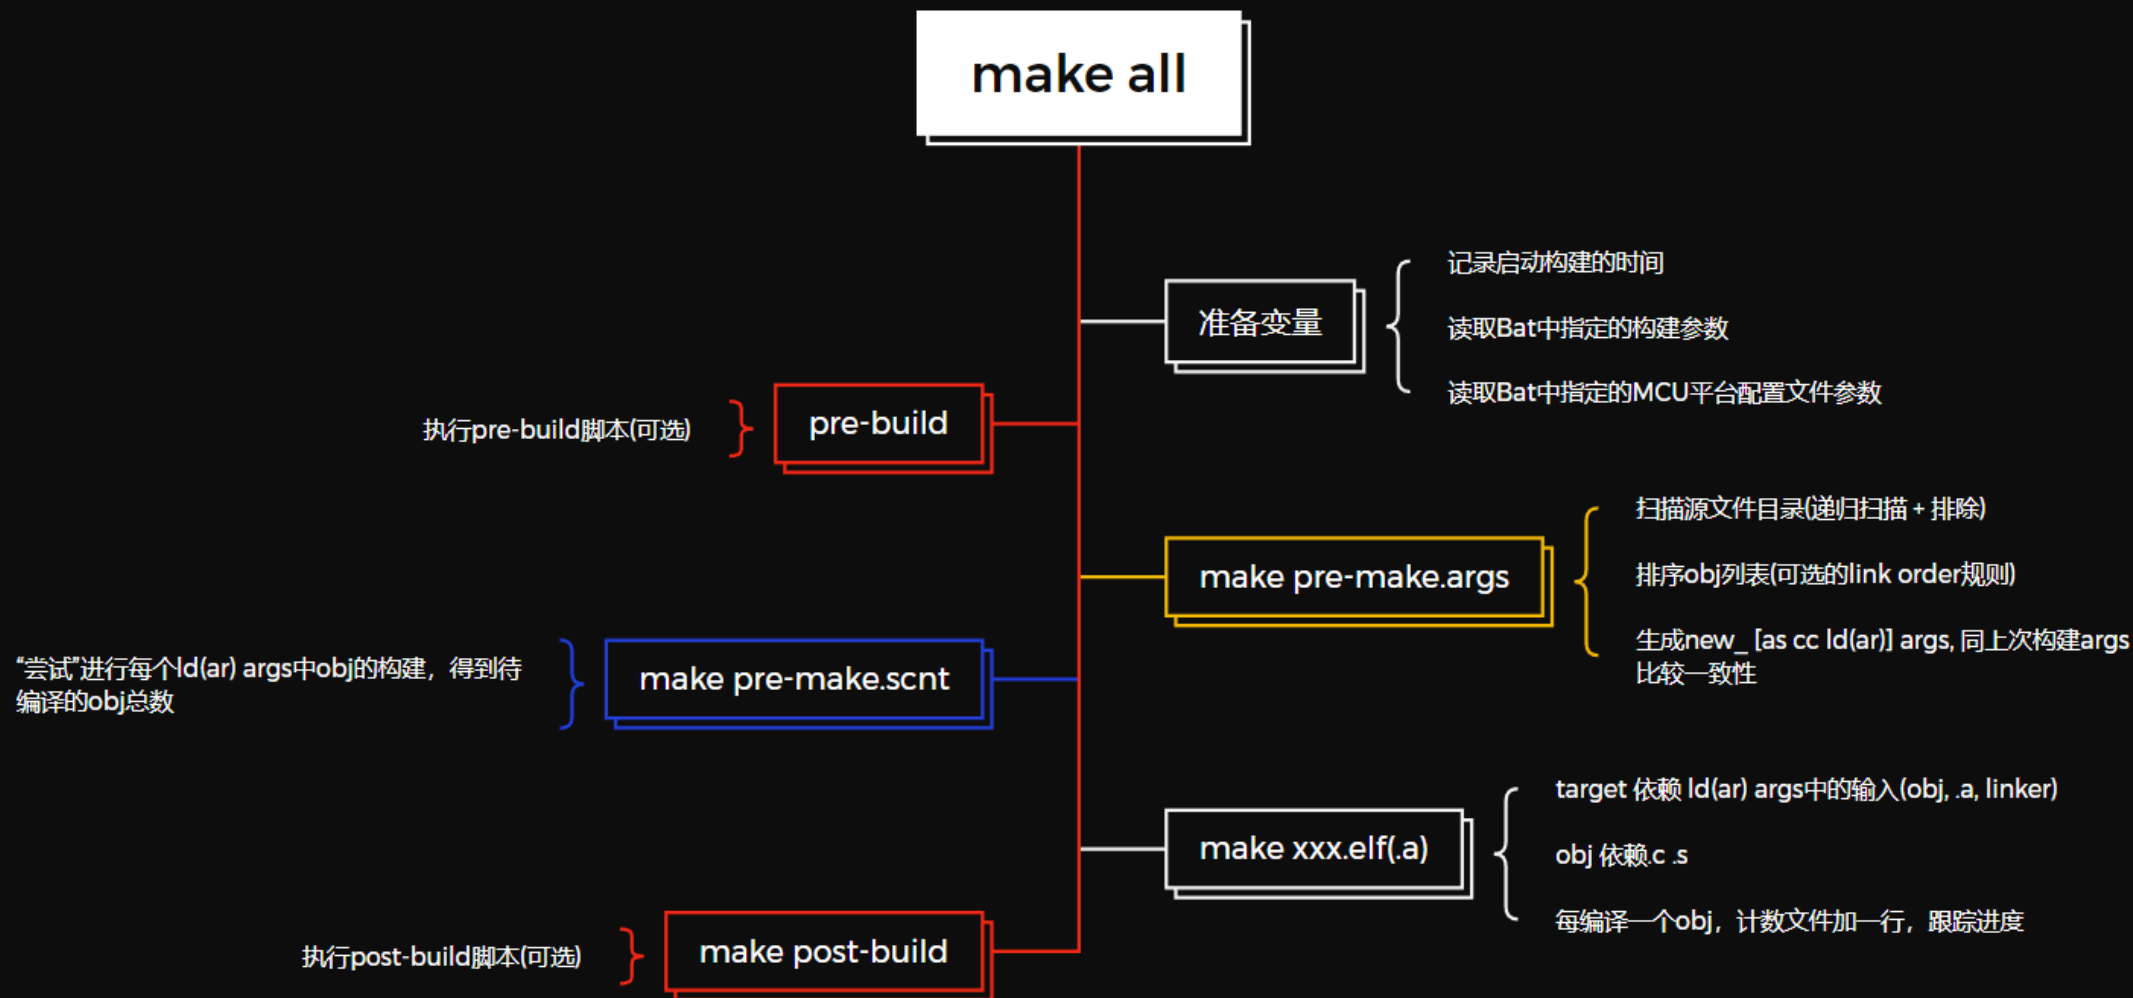 make all
准备变量
记录启动构建的时间
读取Bat中指定的构建参数
读取Bat中指定的MCU平台配置文件参数
pre-build
执行pre-build脚本(可选)
make pre-make.args
扫描源文件目录(递归扫描 + 排除)
排序obj列表(可选的link order规则)
生成new_ [as cc ld(ar)] args, 同上次构建args
比较一致性
make pre-make.scnt
“尝试”进行每个ld(ar) args中obj的构建，得到待
编译的obj总数
make xxx.elf(.a)
target 依赖 ld(ar) args中的输入(obj, .a, linker)
obj 依赖.c .s
每编译一个obj，计数文件加一行，跟踪进度
make post-build
执行post-build脚本(可选)